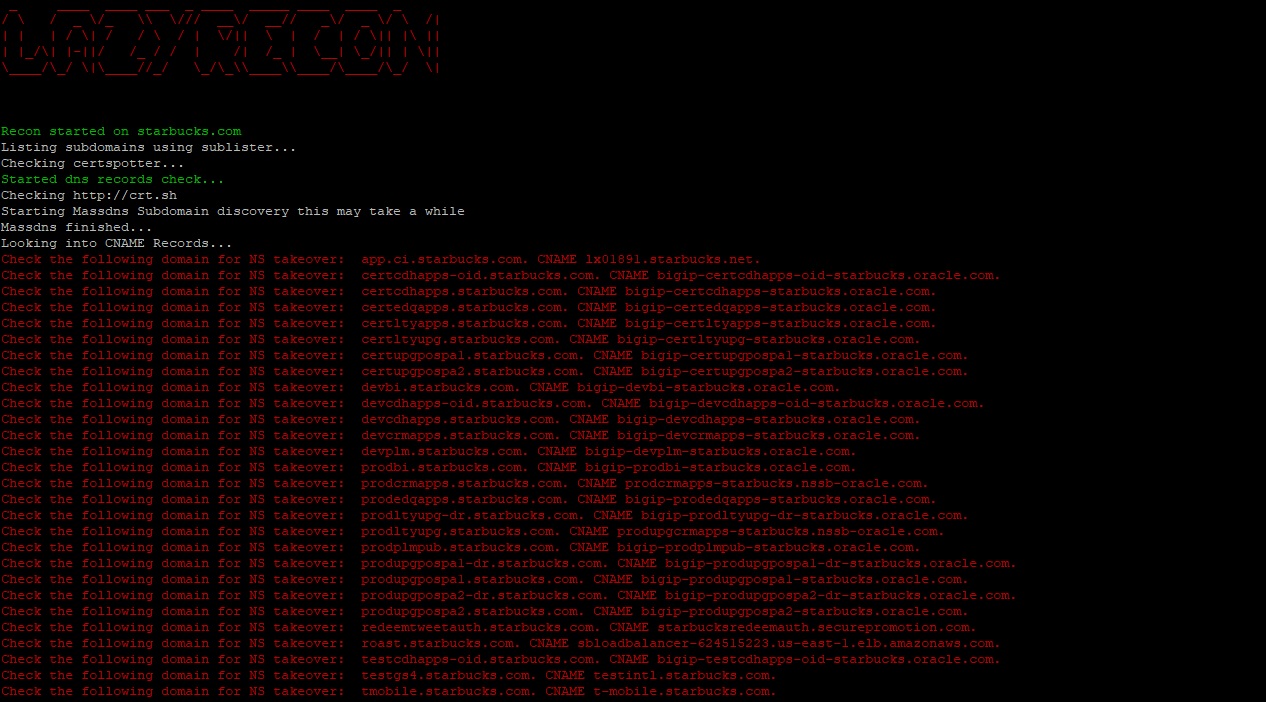 LAZY RECON
Recon started on starbucks.com
Listing subdomains using sublister...
Checking certspotter...
Started dns records check...
Checking http://crt.sh
Starting Massdns Subdomain discovery this may take a while
Massdns finished...
Looking into CNAME Records...
Check the following domain for NS takeover:  app.ci.starbucks.com. CNAME lx01891.starbucks.net.
Check the following domain for NS takeover:  certcdhapps-oid.starbucks.com. CNAME bigip-certcdhapps-oid-starbucks.oracle.com.
Check the following domain for NS takeover:  certcdhapps.starbucks.com. CNAME bigip-certcdhapps-starbucks.oracle.com.
Check the following domain for NS takeover:  certedqapps.starbucks.com. CNAME bigip-certedqapps-starbucks.oracle.com.
Check the following domain for NS takeover:  certltyapps.starbucks.com. CNAME bigip-certltyapps-starbucks.oracle.com.
Check the following domain for NS takeover:  certltyupg.starbucks.com. CNAME bigip-certltyupg-starbucks.oracle.com.
Check the following domain for NS takeover:  certupgpospa1.starbucks.com. CNAME bigip-certupgpospa1-starbucks.oracle.com.
Check the following domain for NS takeover:  certupgpospa2.starbucks.com. CNAME bigip-certupgpospa2-starbucks.oracle.com.
Check the following domain for NS takeover:  devbi.starbucks.com. CNAME bigip-devbi-starbucks.oracle.com.
Check the following domain for NS takeover:  devcdhapps-oid.starbucks.com. CNAME bigip-devcdhapps-oid-starbucks.oracle.com.
Check the following domain for NS takeover:  devcdhapps.starbucks.com. CNAME bigip-devcdhapps-starbucks.oracle.com.
Check the following domain for NS takeover:  devcrmapps.starbucks.com. CNAME bigip-devcrmapps-starbucks.oracle.com.
Check the following domain for NS takeover:  devplm.starbucks.com. CNAME bigip-devplm-starbucks.oracle.com.
Check the following domain for NS takeover:  prodbi.starbucks.com. CNAME bigip-prodbi-starbucks.oracle.com.
Check the following domain for NS takeover:  prodcrmapps.starbucks.com. CNAME prodcrmapps-starbucks.nssb-oracle.com.
Check the following domain for NS takeover:  prodedqapps.starbucks.com. CNAME bigip-prodedqapps-starbucks.oracle.com.
Check the following domain for NS takeover:  prodltyupg-dr.starbucks.com. CNAME bigip-prodltyupg-dr-starbucks.oracle.com.
Check the following domain for NS takeover:  prodltyupg.starbucks.com. CNAME produpgcrmapps-starbucks.nssb-oracle.com.
Check the following domain for NS takeover:  prodplmpub.starbucks.com. CNAME bigip-prodplmpub-starbucks.oracle.com.
Check the following domain for NS takeover:  produpgpospa1-dr.starbucks.com. CNAME bigip-produpgpospa1-dr-starbucks.oracle.com.
Check the following domain for NS takeover:  produpgpospa1.starbucks.com. CNAME bigip-produpgpospa1-starbucks.oracle.com.
Check the following domain for NS takeover:  produpgpospa2-dr.starbucks.com. CNAME bigip-produpgpospa2-dr-starbucks.oracle.com.
Check the following domain for NS takeover:  produpgpospa2.starbucks.com. CNAME bigip-produpgpospa2-starbucks.oracle.com.
Check the following domain for NS takeover:  redeemtweetauth.starbucks.com. CNAME starbucksredeemauth.securepromotion.com.
Check the following domain for NS takeover:  roast.starbucks.com. CNAME sbloadbalancer-624515223.us-east-1.elb.amazonaws.com.
Check the following domain for NS takeover:  testcdhapps-oid.starbucks.com. CNAME bigip-testcdhapps-oid-starbucks.oracle.com.
Check the following domain for NS takeover:  testgs4.starbucks.com. CNAME testintl.starbucks.com.
Check the following domain for NS takeover:  tmobile.starbucks.com. CNAME t-mobile.starbucks.com.